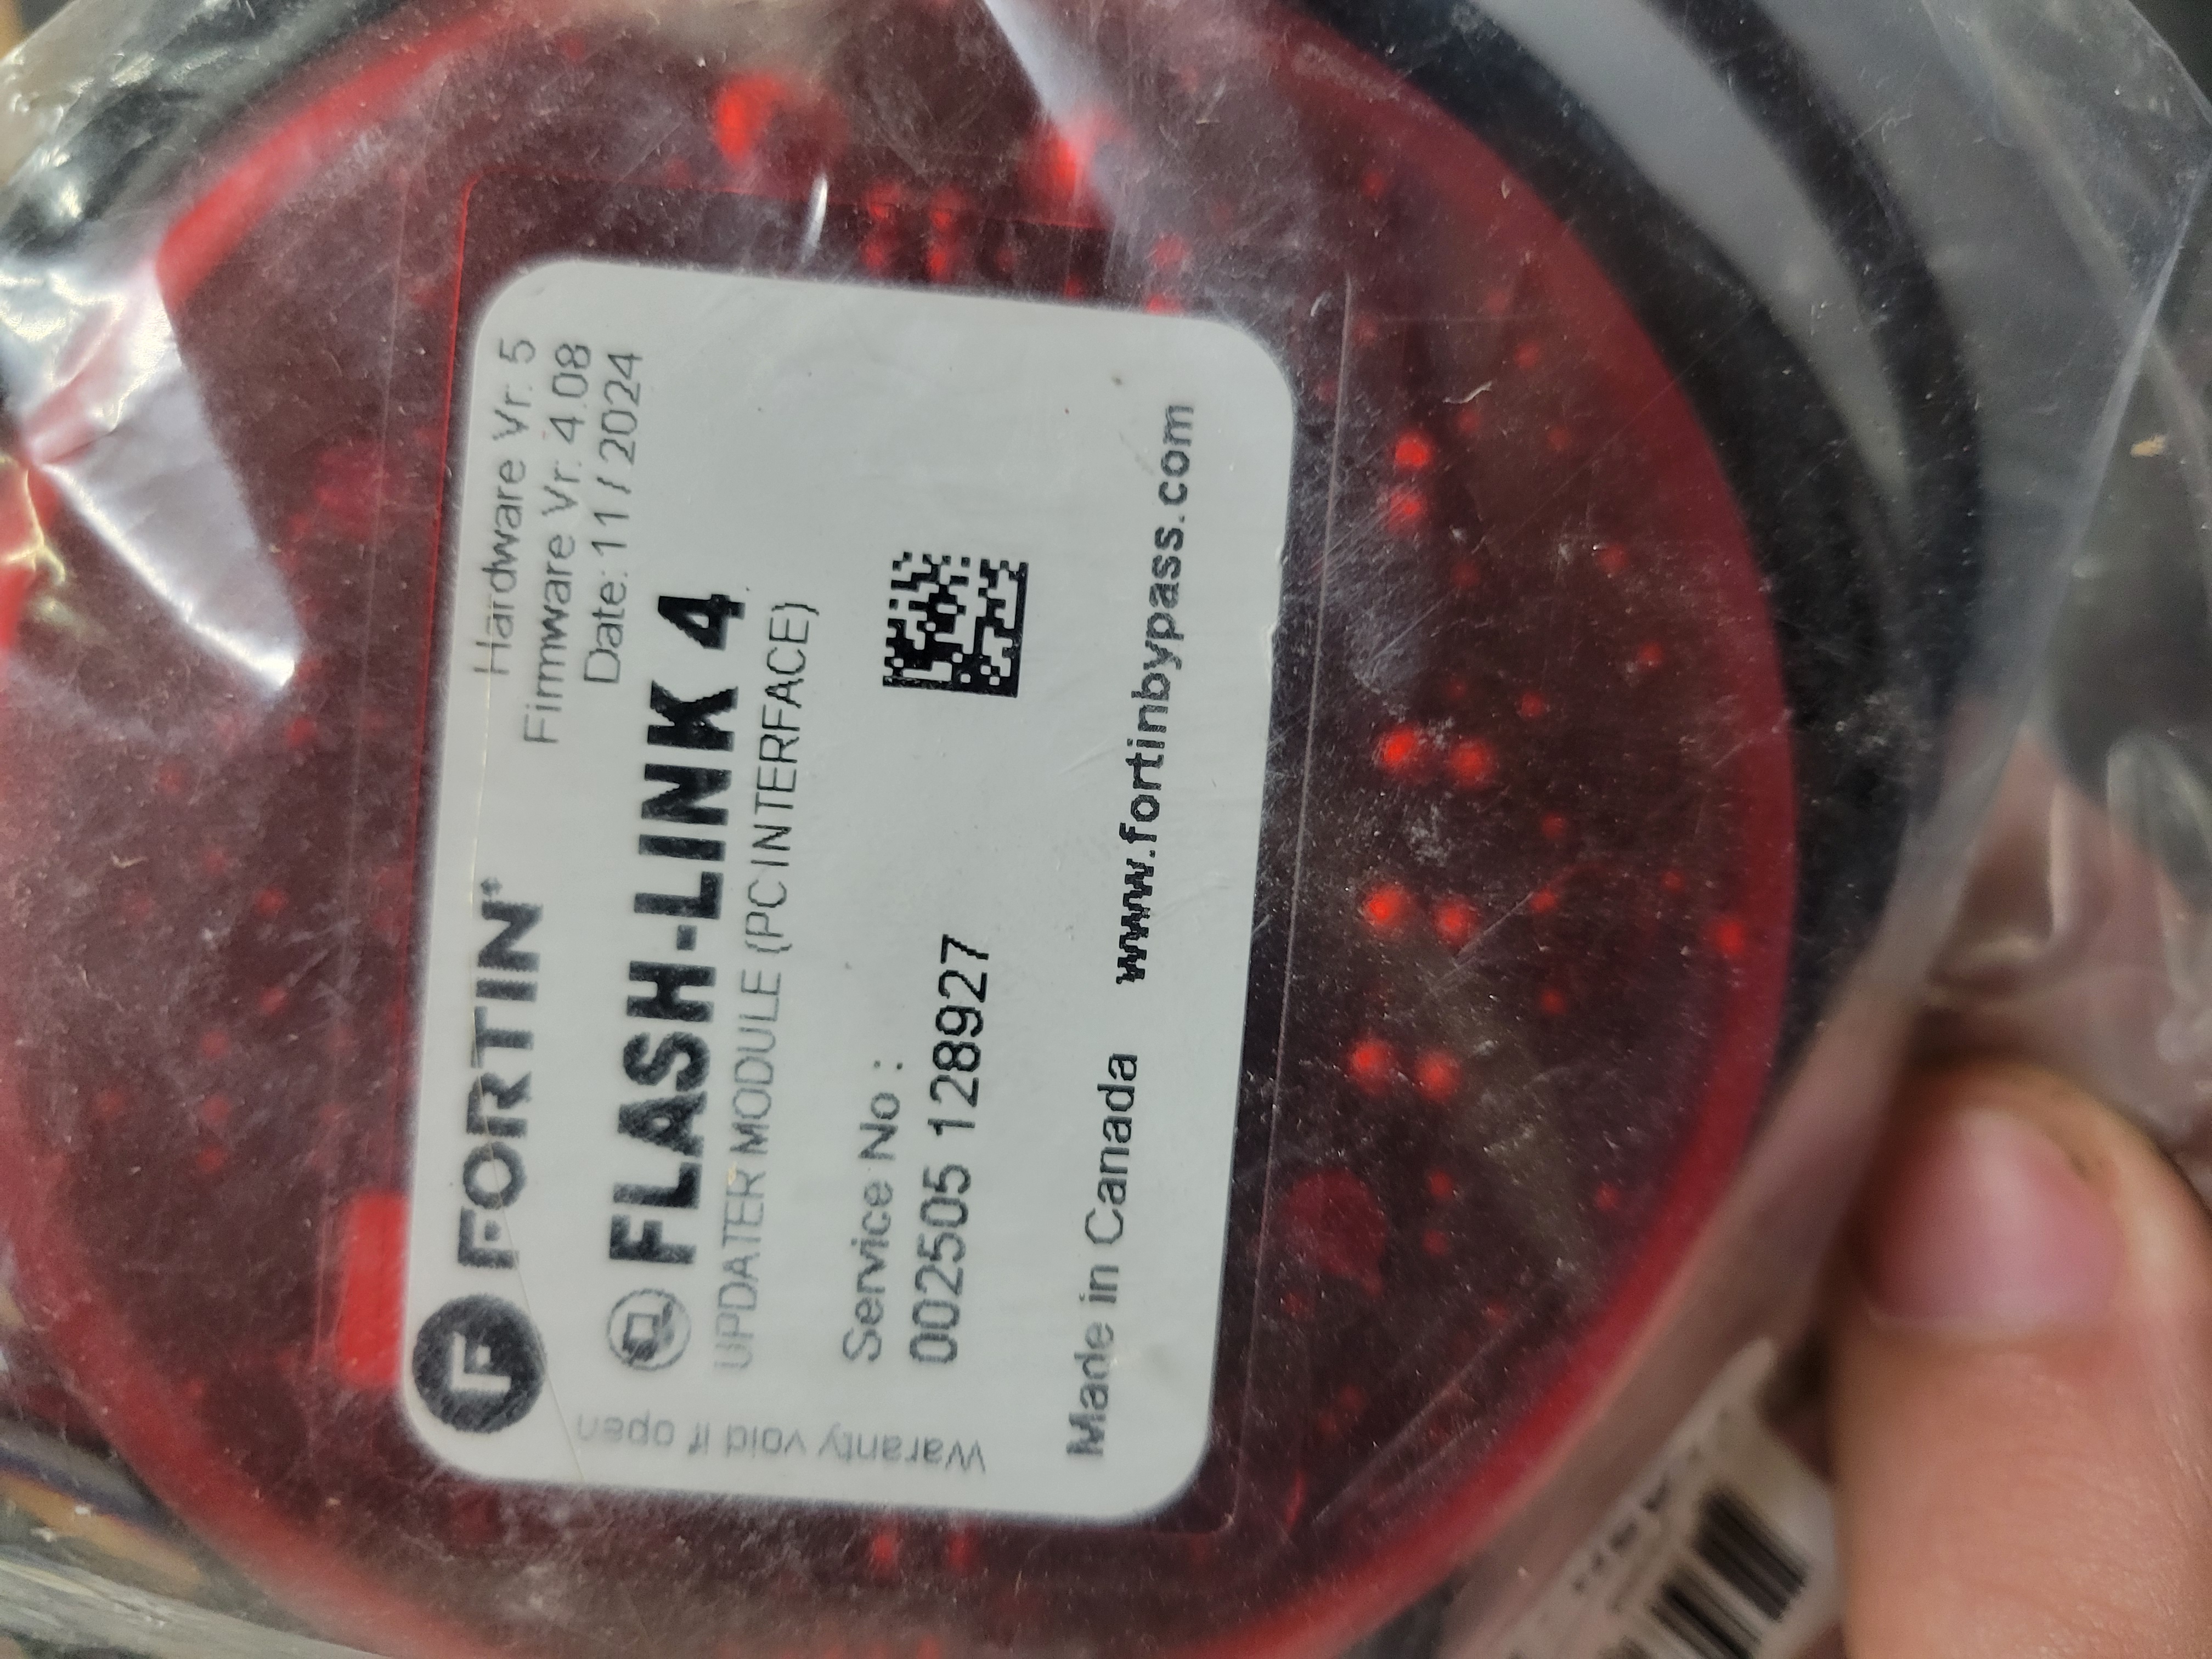 FORTIN
Hardware Vr. 5
Firmware Vr. 4.08
Date: 11 / 2024
FLASH-LINK 4
UPDATER MODULE (PC INTERFACE)
Service No :
002505 128927
Made in Canada www.fortinbypass.com
Waranty void if open